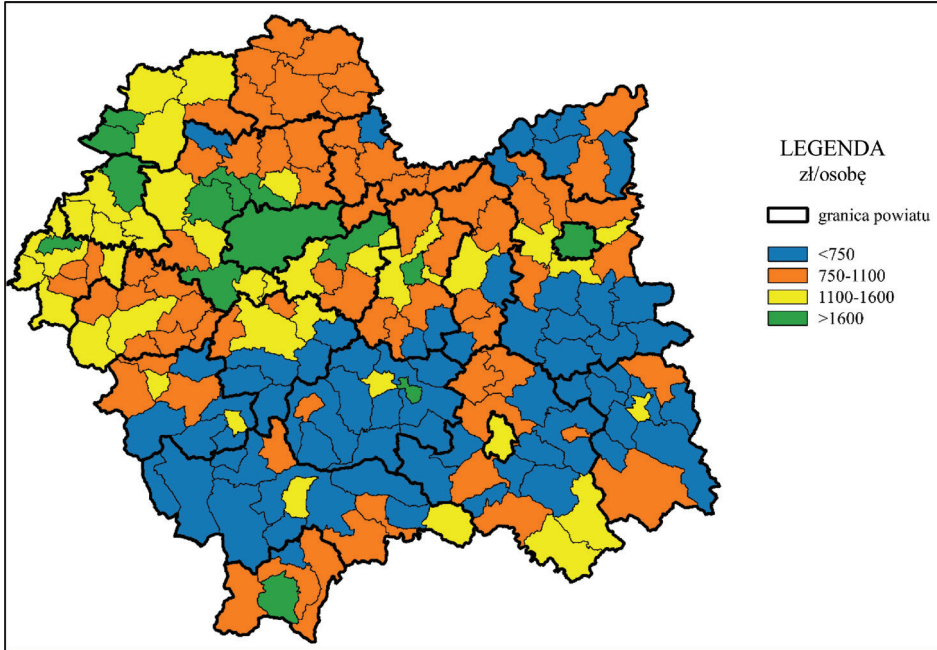 LEGENDA
zł/osobę
granica powiatu
<750
750-1100
1100-1600
>1600